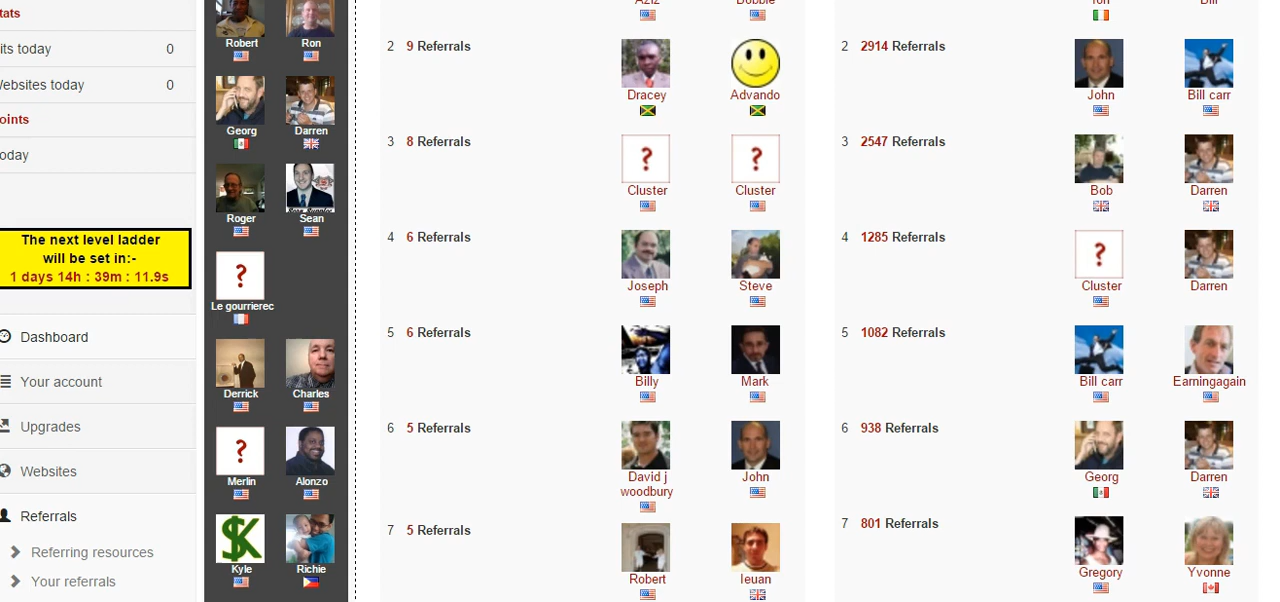 tats
its today 0
Websites today 0
oints
oday
The next level ladder
will be set in:-
1 days 14h : 39m : 11.9s
Dashboard
Your account
Upgrades
Websites
Referrals
Referring resources
Your referrals
Robert Ron
Georg Darren
Roger Sean
?
Le gourrierec
Derrick Charles
?
Merlin Alonzo
$K
Kyle Richie
Aziz Bobbie
2 9 Referrals
Dracey Advando
3 8 Referrals
? ?
Cluster Cluster
4 6 Referrals
Joseph Steve
5 6 Referrals
Billy Mark
6 5 Referrals
David j
woodbury
John
7 5 Referrals
Robert Ieuan
Bill
2 2914 Referrals
John Bill carr
3 2547 Referrals
Bob Darren
4 1285 Referrals
?
Cluster Darren
5 1082 Referrals
Bill carr Earningagain
6 938 Referrals
Georg Darren
7 801 Referrals
Gregory Yvonne